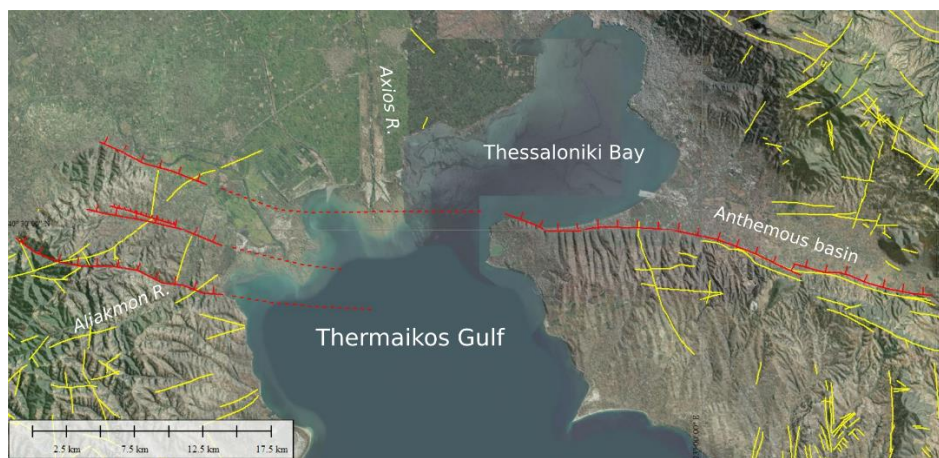 Axios R.
Thessaloniki Bay
Anthemous basin
Aliakmon R.
Thermaikos Gulf
2.5 km
7.5 km
12.5 km
17.5 km